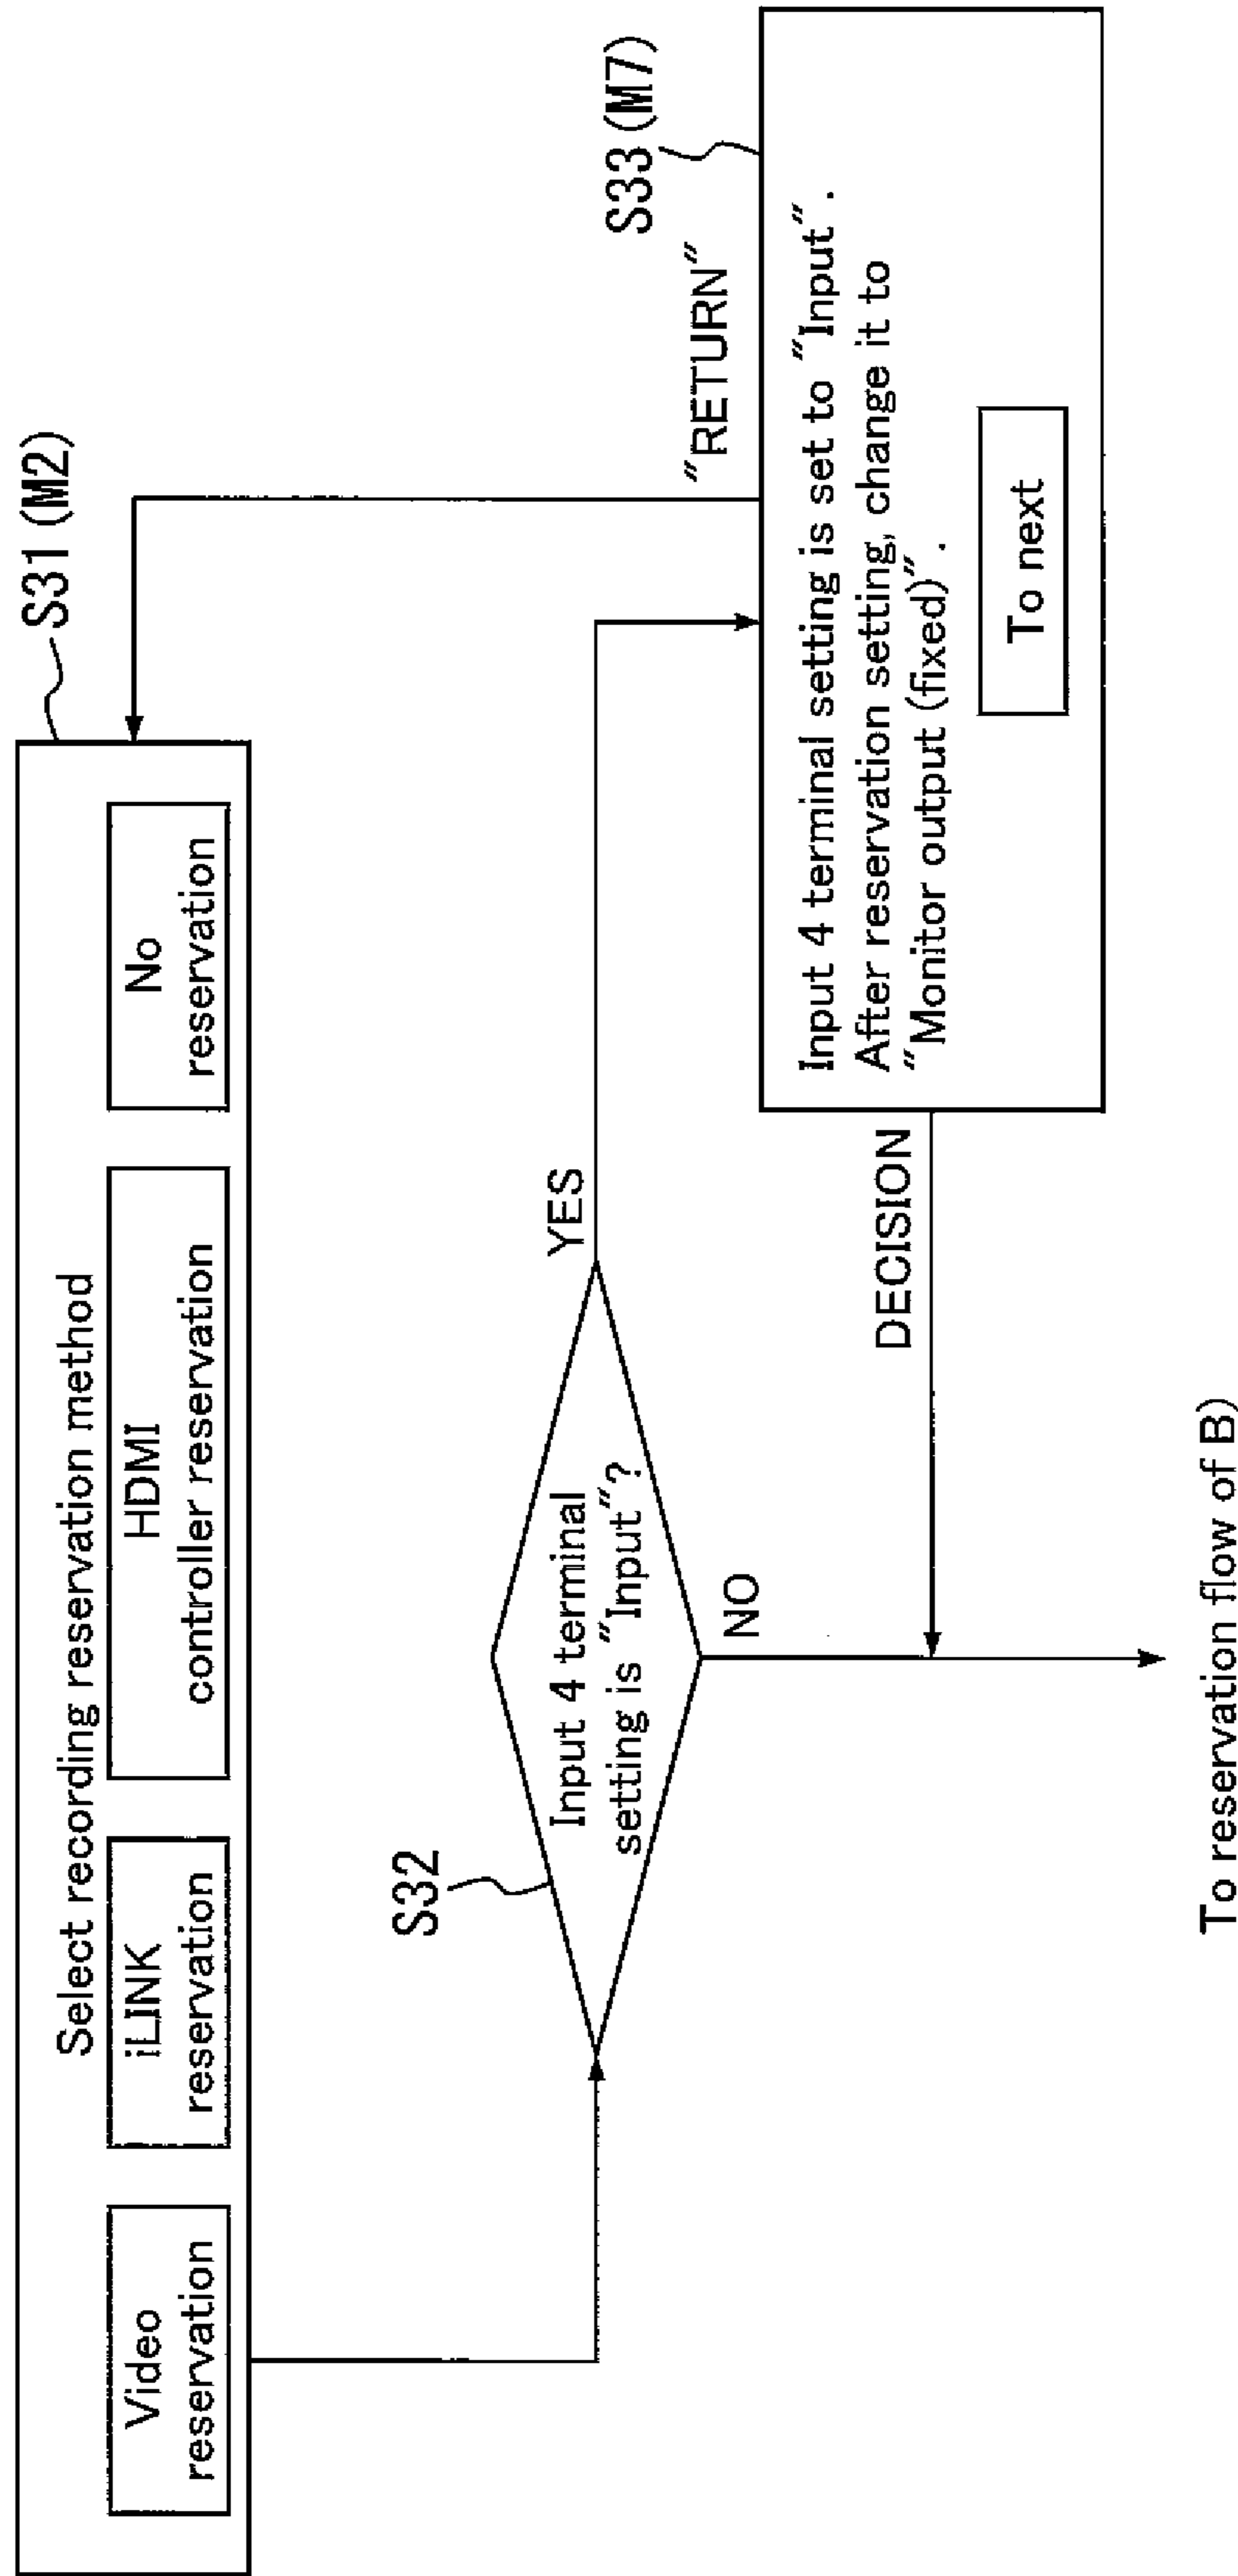 S31 (M2)
Select recording reservation method
Video
reservation
iLINK
reservation
HDMI
controller reservation
No
reservation
S32
Input 4 terminal
setting is "Input"?
YES
NO
"RETURN"
S33 (M7)
Input 4 terminal setting is set to "Input".
After reservation setting, change it to
"Monitor output (fixed)".
To next
DECISION
To reservation flow of B)